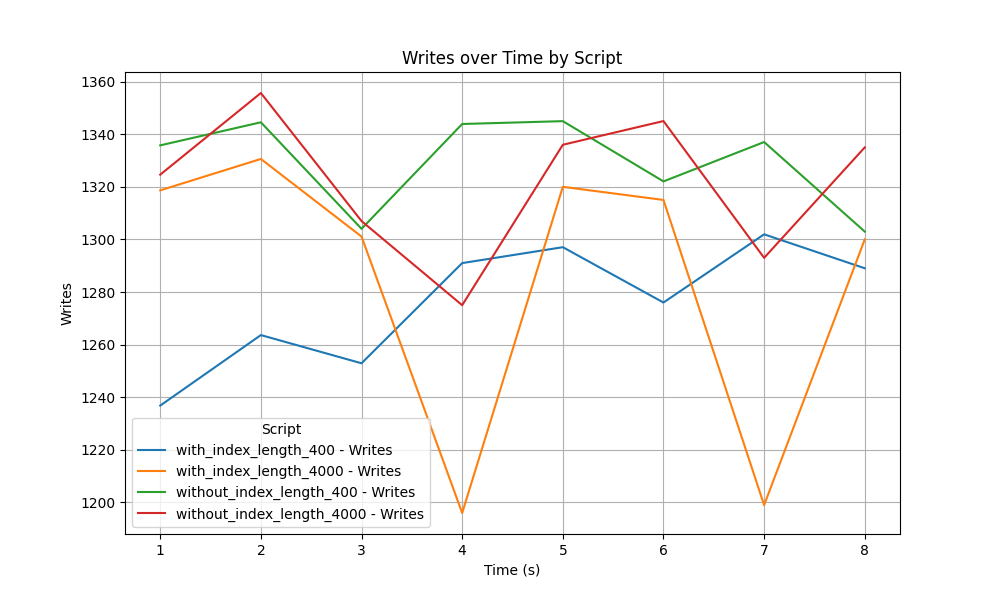 Writes over Time by Script
1360
1340
1320
1300
1280
1260
1240
1220
1200
Writes
Script
with_index_length_400 - Writes
with_index_length_4000 - Writes
without_index_length_400 - Writes
without_index_length_4000 - Writes
1 2 3 4 5 6 7 8
Time (s)